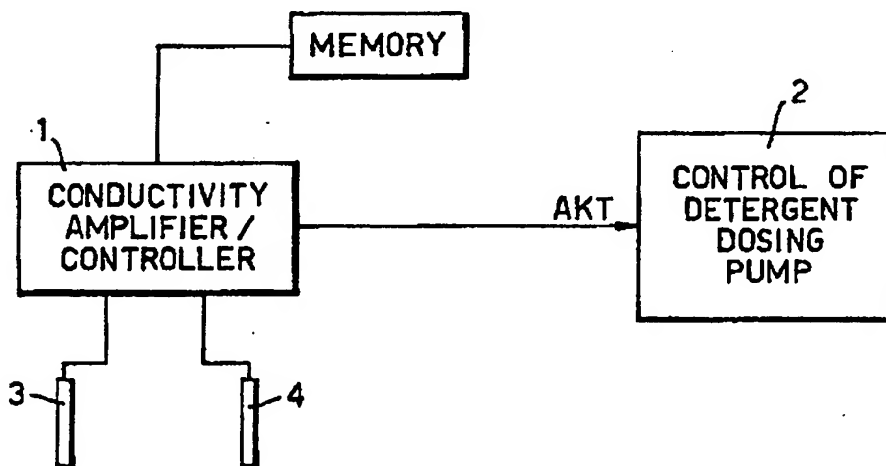 MEMORY
1
CONDUCTIVITY
AMPLIFIER/
CONTROLLER
AKT
2
CONTROL OF
DETERGENT
DOSING
PUMP
3
4